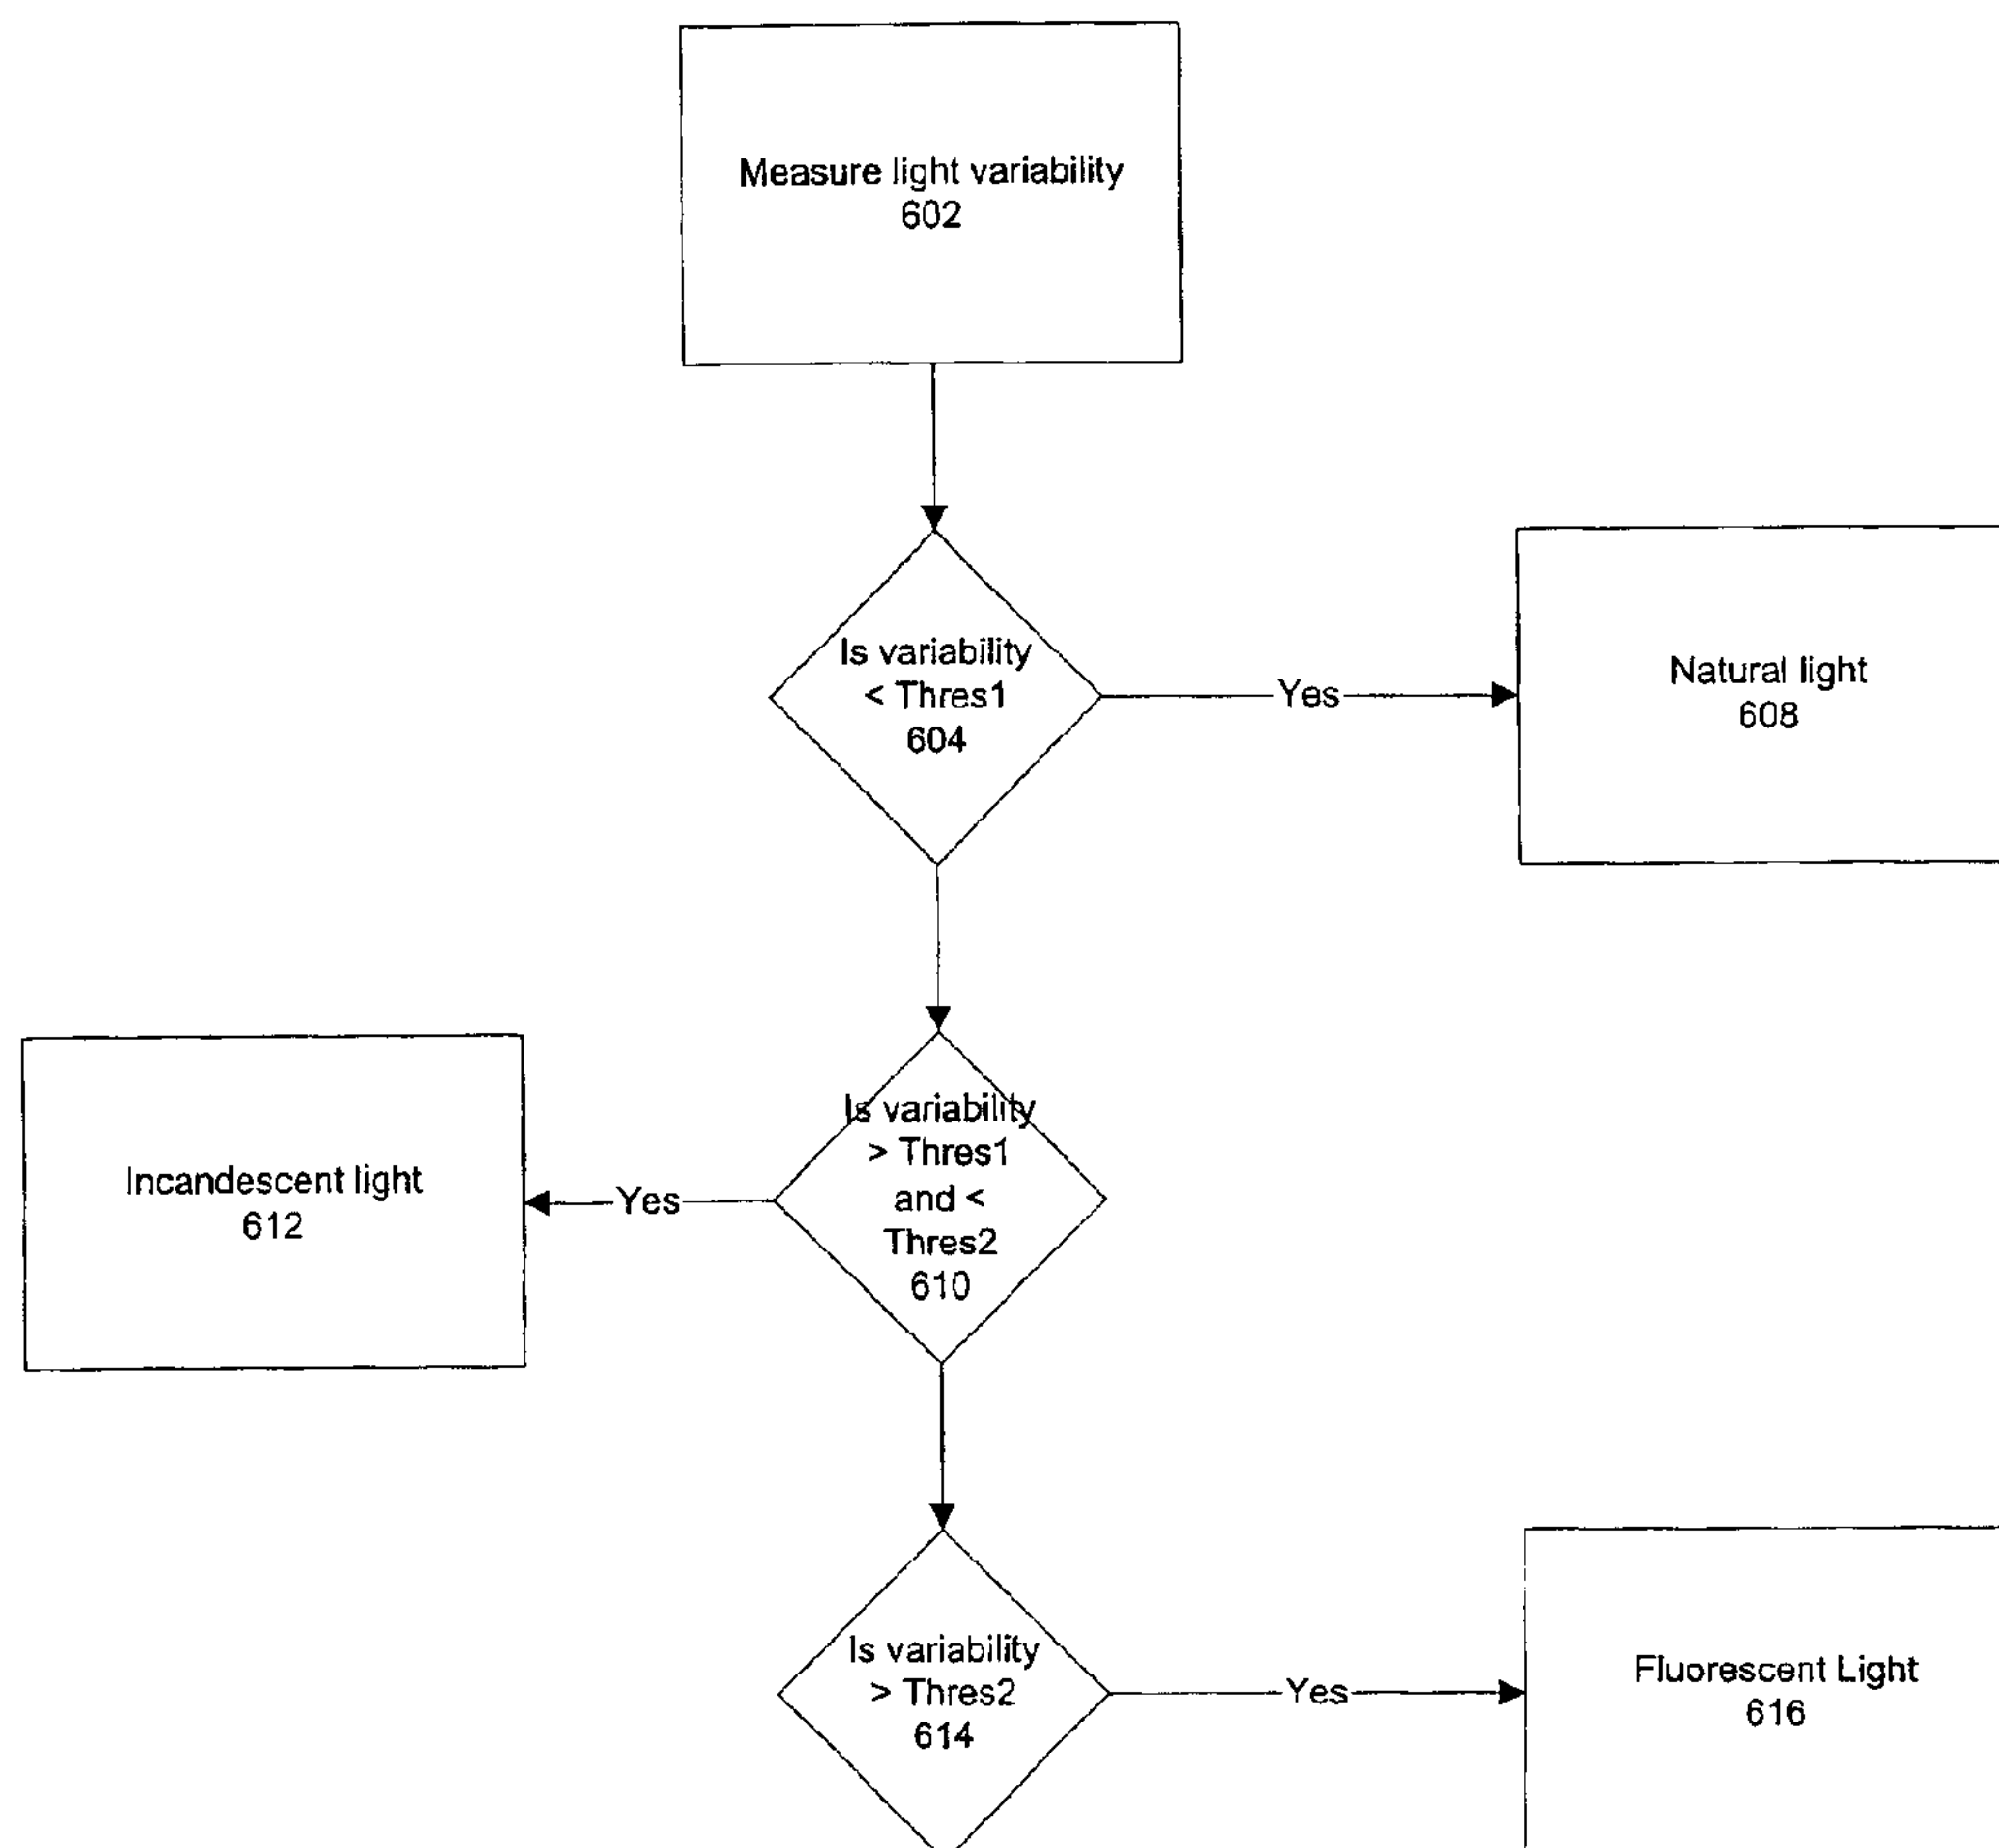 Measure light variability
602
Is variability
< Thres1
604
Yes
Natural light
608
Is variability
> Thres1
and <
Thres2
610
Yes
Incandescent light
612
Is variability
> Thres2
614
Yes
Fluorescent Light
616